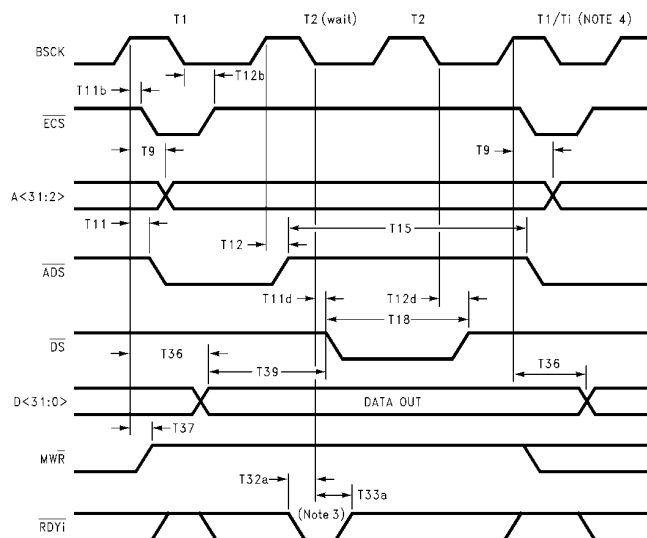 T1 T2 (wait) T2 T1/Ti (NOTE 4)
BSCK
T12b
T11b
ECS
T9 T9
A<31:2>
T11 T15
T12
ADS
T11d T12d
T18
DS
T36 T39 T36
D<31:0> DATA OUT
T37
MWR
T32a T33a
(Note 3)
RDYi